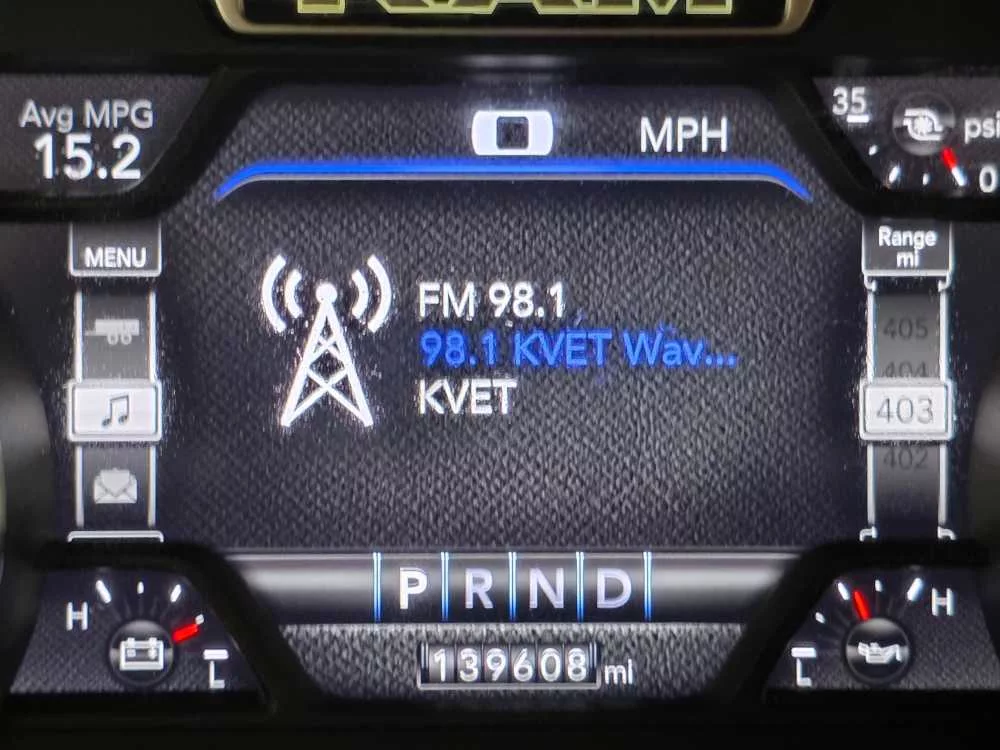 RAM
Avg MPG
15.2
MPH
35
psi
0
MENU
Range
mi
FM 98.1
98.1 KVET Wav...
KVET
405
404
403
402
P R N D
H
L
139608 mi
L
H